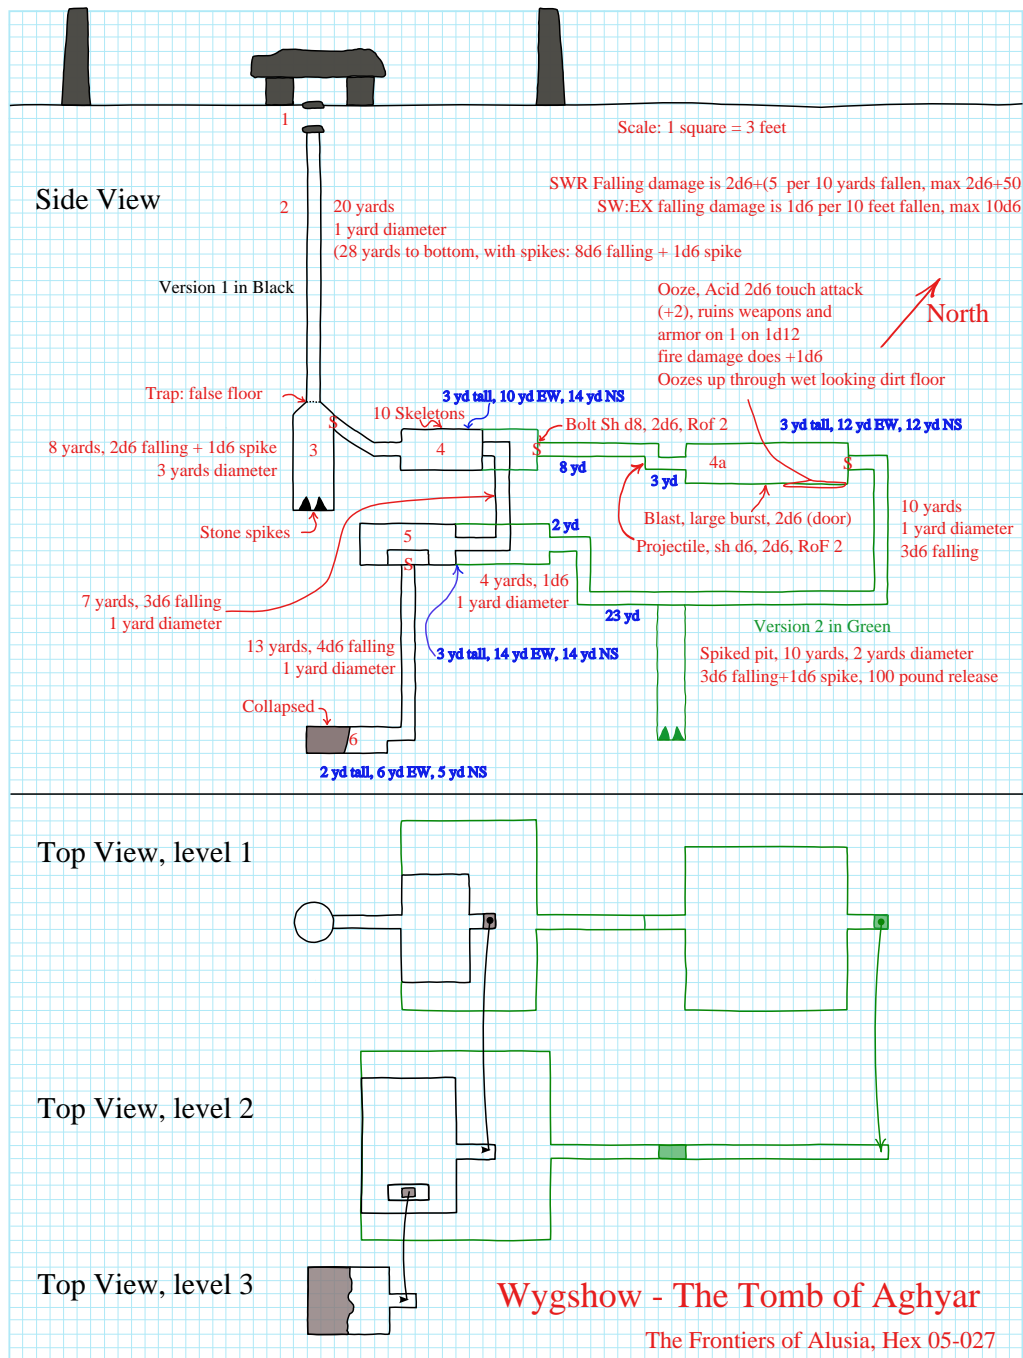 1
Scale: 1 square = 3 feet
Side View
SWR Falling damage is 2d6+(5 per 10 yards fallen, max 2d6+50
SW:EX falling damage is 1d6 per 10 feet fallen, max 10d6
2
20 yards
1 yard diameter
(28 yards to bottom, with spikes: 8d6 falling + 1d6 spike
Version 1 in Black
Ooze, Acid 2d6 touch attack
(+2), ruins weapons and
armor on 1 on 1d12
fire damage does +1d6
Oozes up through wet looking dirt floor
North
Trap: false floor
3 yd tall, 10 yd EW, 14 yd NS
10 Skeletons
S
Bolt Sh d8, 2d6, Rof 2
3 yd tall, 12 yd EW, 12 yd NS
8 yards, 2d6 falling + 1d6 spike
3 yards diameter
3
4
S
8 yd
4a
S
3 yd
Stone spikes
Blast, large burst, 2d6 (door)
Projectile, sh d6, 2d6, RoF 2
10 yards
1 yard diameter
3d6 falling
5
2 yd
S
4 yards, 1d6
1 yard diameter
7 yards, 3d6 falling
1 yard diameter
23 yd
Version 2 in Green
13 yards, 4d6 falling
1 yard diameter
3 yd tall, 14 yd EW, 14 yd NS
Spiked pit, 10 yards, 2 yards diameter
3d6 falling+1d6 spike, 100 pound release
Collapsed
6
2 yd tall, 6 yd EW, 5 yd NS
Top View, level 1
Top View, level 2
Top View, level 3
Wygshow - The Tomb of Aghyar
The Frontiers of Alusia, Hex 05-027